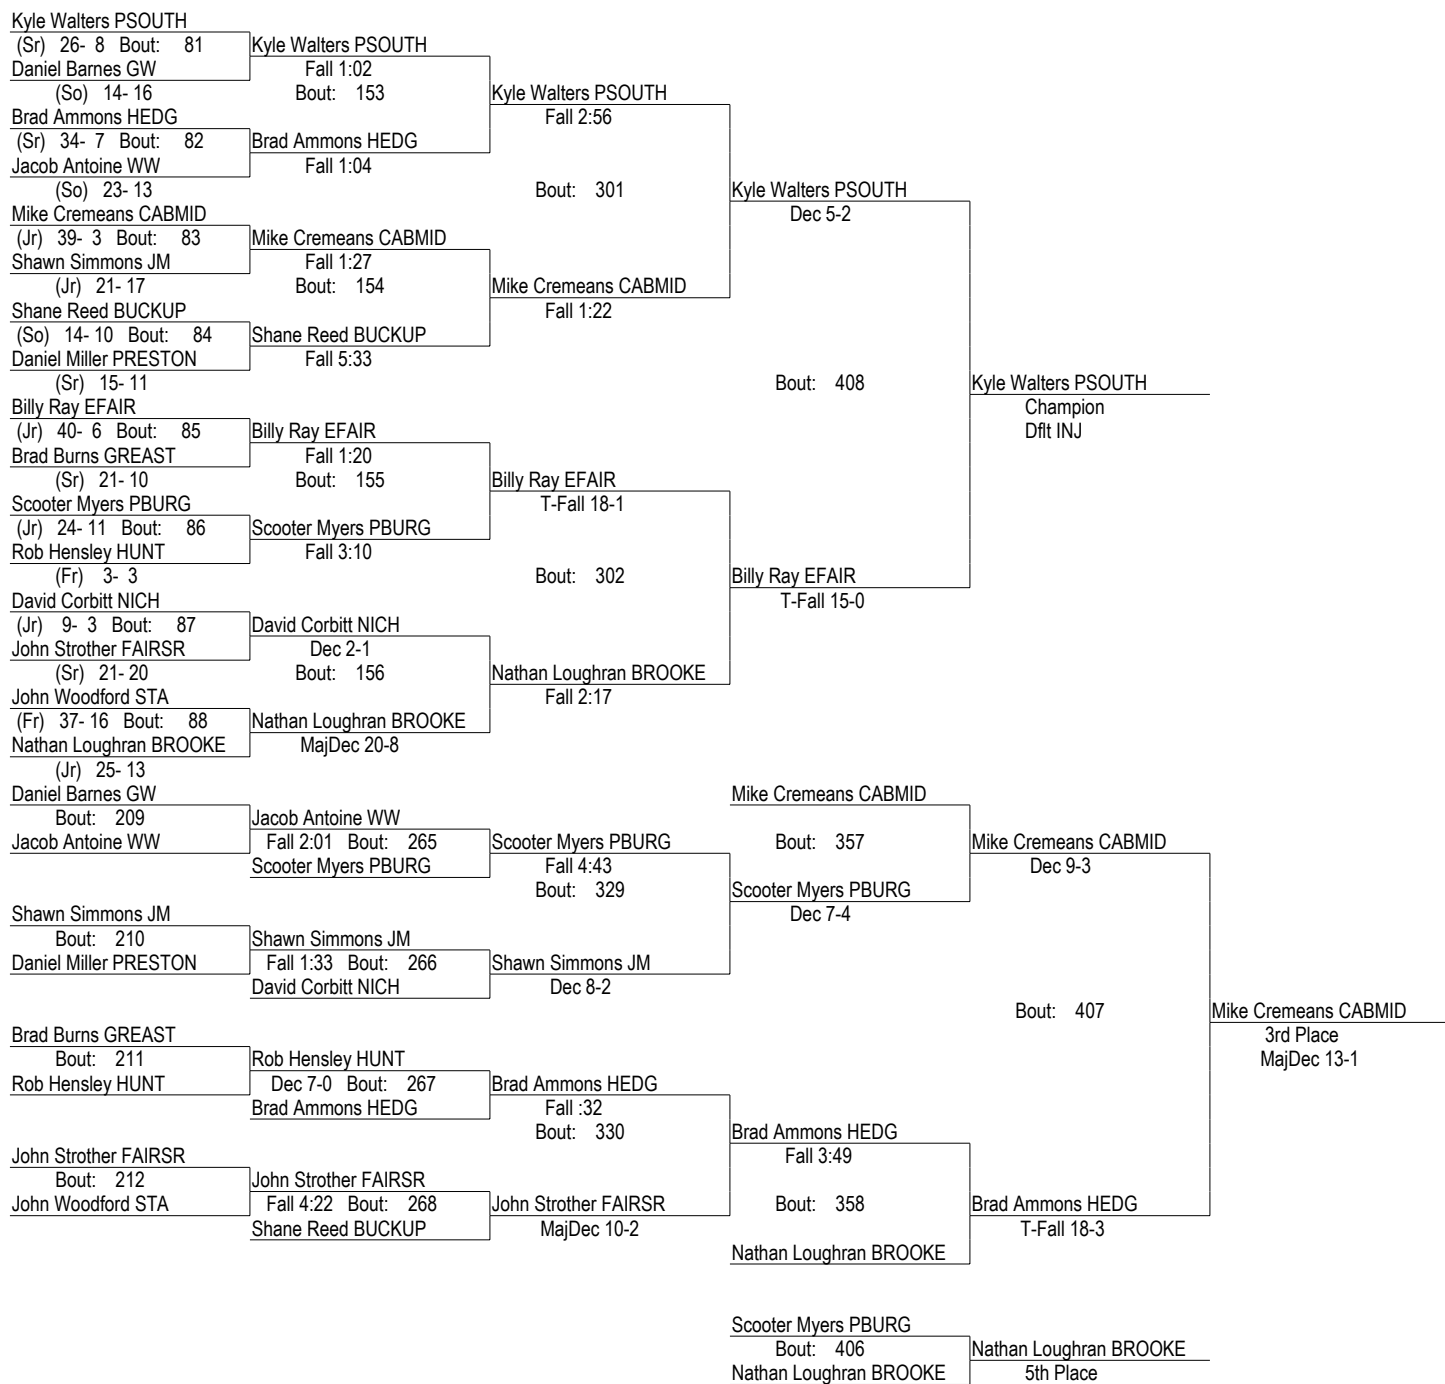 Kyle Walters PSOUTH
(Sr) 26- 8 Bout: 81 Kyle Walters PSOUTH
Daniel Barnes GW Fall 1:02
(So) 14- 16 Bout: 153 Kyle Walters PSOUTH
Brad Ammons HEDG Fall 2:56
(Sr) 34- 7 Bout: 82 Brad Ammons HEDG
Jacob Antoine WW Fall 1:04
(So) 23- 13 Bout: 301 Kyle Walters PSOUTH
Mike Cremeans CABMID Dec 5-2
(Jr) 39- 3 Bout: 83 Mike Cremeans CABMID
Shawn Simmons JM Fall 1:27
(Jr) 21- 17 Bout: 154 Mike Cremeans CABMID
Shane Reed BUCKUP Fall 1:22
(So) 14- 10 Bout: 84 Shane Reed BUCKUP
Daniel Miller PRESTON Fall 5:33
(Sr) 15- 11 Bout: 408 Kyle Walters PSOUTH
Billy Ray EFAIR Champion
(Jr) 40- 6 Bout: 85 Billy Ray EFAIR Dflt INJ
Brad Burns GREAST Fall 1:20
(Sr) 21- 10 Bout: 155 Billy Ray EFAIR
Scooter Myers PBURG T-Fall 18-1
(Jr) 24- 11 Bout: 86 Scooter Myers PBURG
Rob Hensley HUNT Fall 3:10
(Fr) 3- 3 Bout: 302 Billy Ray EFAIR
David Corbitt NICH T-Fall 15-0
(Jr) 9- 3 Bout: 87 David Corbitt NICH
John Strother FAIRSR Dec 2-1
(Sr) 21- 20 Bout: 156 Nathan Loughran BROOKE
John Woodford STA Fall 2:17
(Fr) 37- 16 Bout: 88 Nathan Loughran BROOKE
Nathan Loughran BROOKE MajDec 20-8
(Jr) 25- 13
Daniel Barnes GW Mike Cremeans CABMID
Bout: 209 Jacob Antoine WW
Jacob Antoine WW Fall 2:01 Bout: 265 Scooter Myers PBURG Bout: 357 Mike Cremeans CABMID
Scooter Myers PBURG Fall 4:43 Dec 9-3
Bout: 329 Scooter Myers PBURG
Shawn Simmons JM Dec 7-4
Bout: 210 Shawn Simmons JM
Daniel Miller PRESTON Fall 1:33 Bout: 266 Shawn Simmons JM
David Corbitt NICH Dec 8-2
Bout: 407 Mike Cremeans CABMID
Brad Burns GREAST 3rd Place
Bout: 211 Rob Hensley HUNT MajDec 13-1
Rob Hensley HUNT Dec 7-0 Bout: 267 Brad Ammons HEDG
Brad Ammons HEDG Fall :32
Bout: 330 Brad Ammons HEDG
John Strother FAIRSR Fall 3:49
Bout: 212 John Strother FAIRSR
John Woodford STA Fall 4:22 Bout: 268 John Strother FAIRSR Bout: 358 Brad Ammons HEDG
Shane Reed BUCKUP MajDec 10-2 T-Fall 18-3
Nathan Loughran BROOKE
Scooter Myers PBURG
Bout: 406 Nathan Loughran BROOKE
Nathan Loughran BROOKE 5th Place